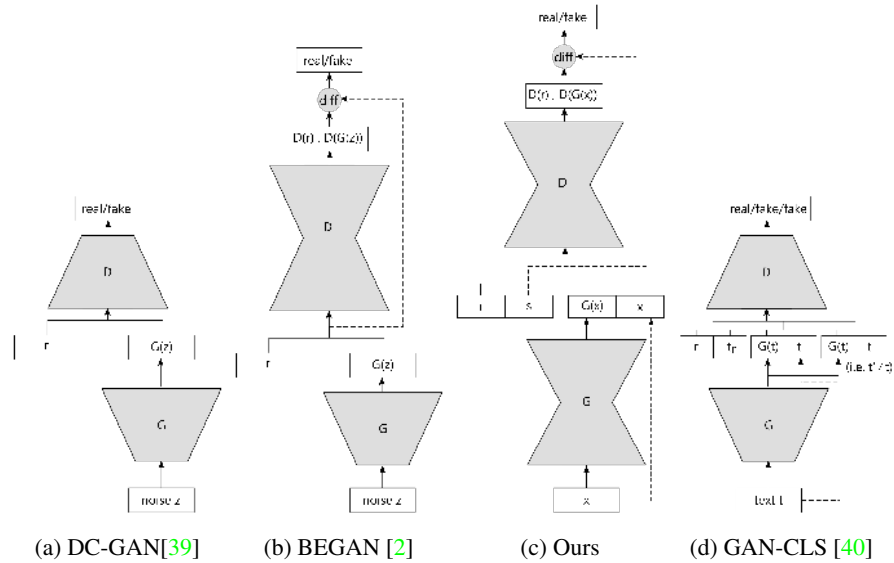 real/fake
D
r
G(z)
G
noise z
(a) DC-GAN[39]
real/fake
diff
D(r) , D(G(z))
D
r
G(z)
G
noise z
(b) BEGAN [2]
real/fake
diff
D(r) , D(G(x))
D
s
G(x)
x
G
x
(c) Ours
real/fake/fake
D
r
t_r
G(t)
t
G(t)
t
G
text t
(d) GAN-CLS [40]